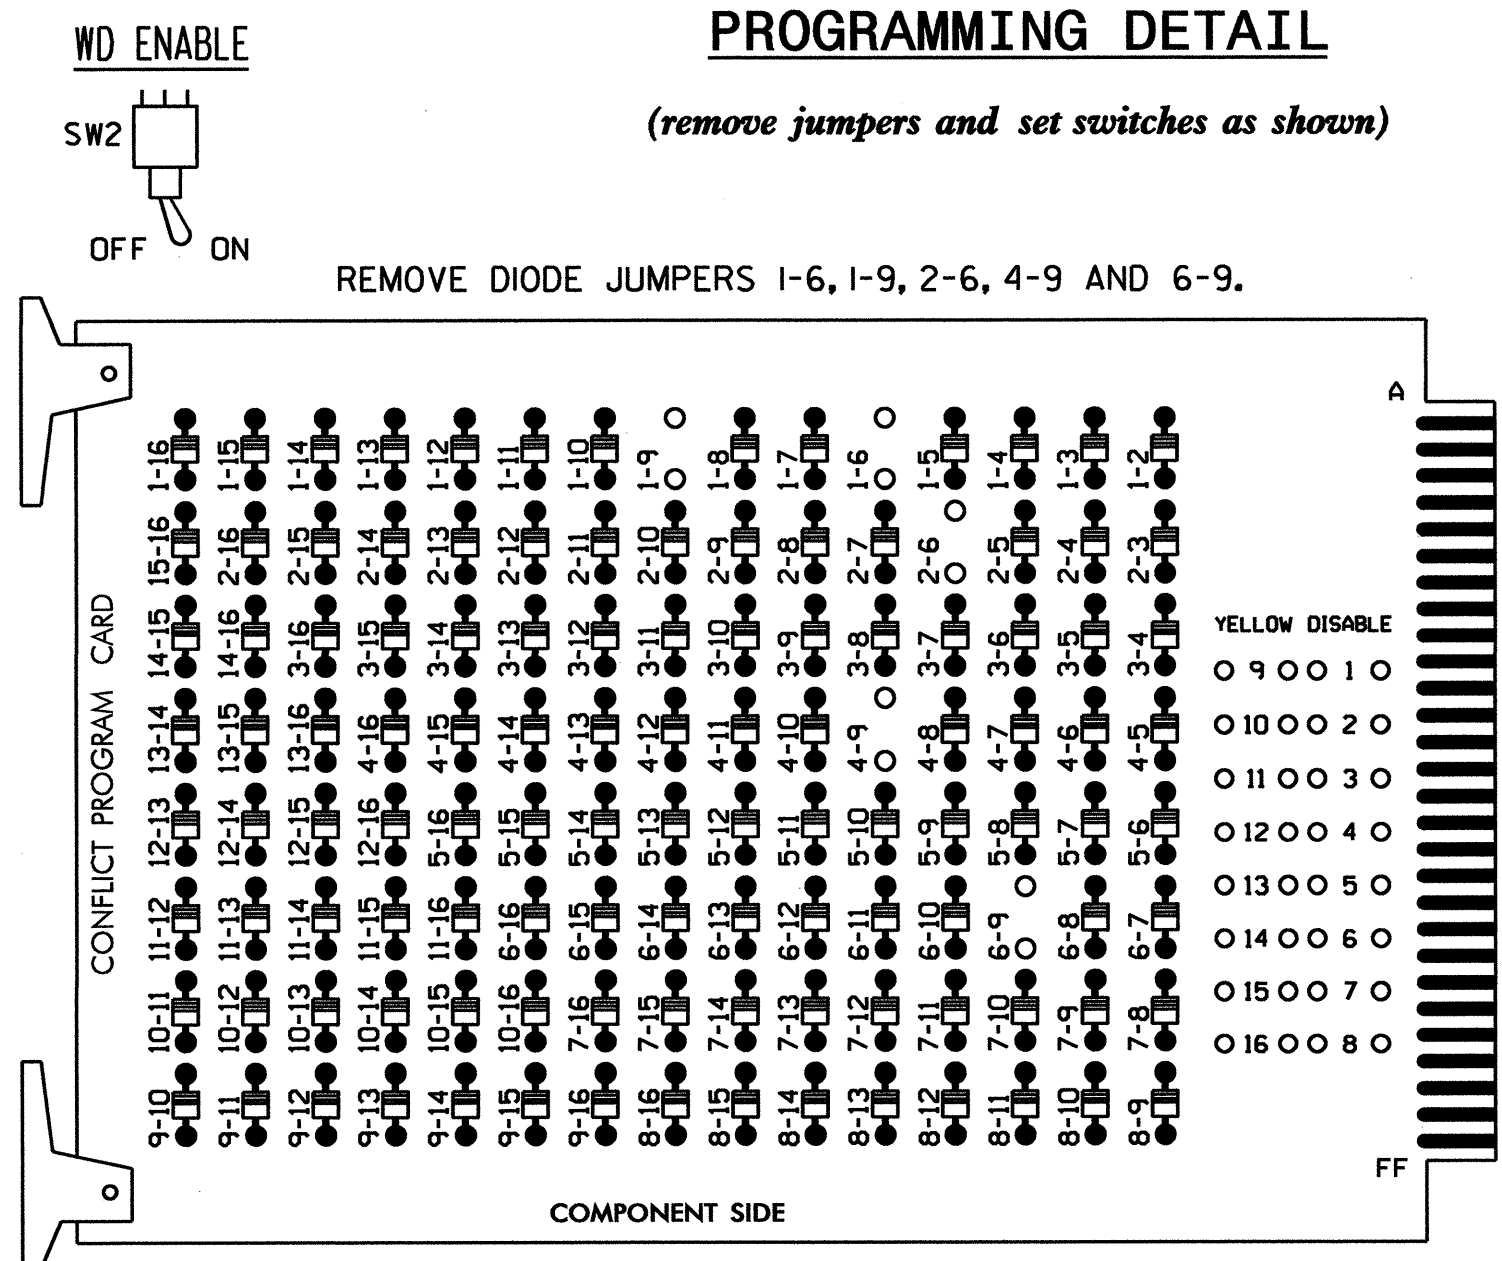 PROGRAMMING DETAIL
WD ENABLE
(remove jumpers and set switches as shown)
SW2
OFF ON
REMOVE DIODE JUMPERS 1-6, 1-9, 2-6, 4-9 AND 6-9.
A
1-16 1-15 1-14 1-13 1-12 1-11 1-10 1-9 1-8 1-7 1-6 1-5 1-4 1-3 1-2
15-16 2-16 2-15 2-14 2-13 2-12 2-11 2-10 2-9 2-8 2-7 2-6 2-5 2-4 2-3
14-15 14-16 3-16 3-15 3-14 3-13 3-12 3-11 3-10 3-9 3-8 3-7 3-6 3-5 3-4
13-14 13-15 13-16 4-16 4-15 4-14 4-13 4-12 4-11 4-10 4-9 4-8 4-7 4-6 4-5
12-13 12-14 12-15 12-16 5-16 5-15 5-14 5-13 5-12 5-11 5-10 5-9 5-8 5-7 5-6
11-12 11-13 11-14 11-15 11-16 6-16 6-15 6-14 6-13 6-12 6-11 6-10 6-9 6-8 6-7
10-11 10-12 10-13 10-14 10-15 10-16 7-16 7-15 7-14 7-13 7-12 7-11 7-10 7-9 7-8
9-10 9-11 9-12 9-13 9-14 9-15 9-16 8-16 8-15 8-14 8-13 8-12 8-11 8-10 8-9
CONFLICT PROGRAM CARD
YELLOW DISABLE
9 1
10 2
11 3
12 4
13 5
14 6
15 7
16 8
FF
COMPONENT SIDE